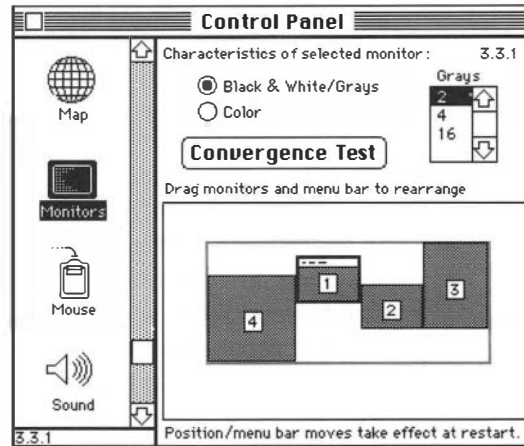 Control Panel
Map
Monitors
Mouse
Sound
3.3.1
Characteristics of selected monitor : 3.3.1
Black & White/Grays
Color
Grays
2
4
16
Convergence Test
Drag monitors and menu bar to rearrange
4
1
2
3
Position/menu bar moves take effect at restart.